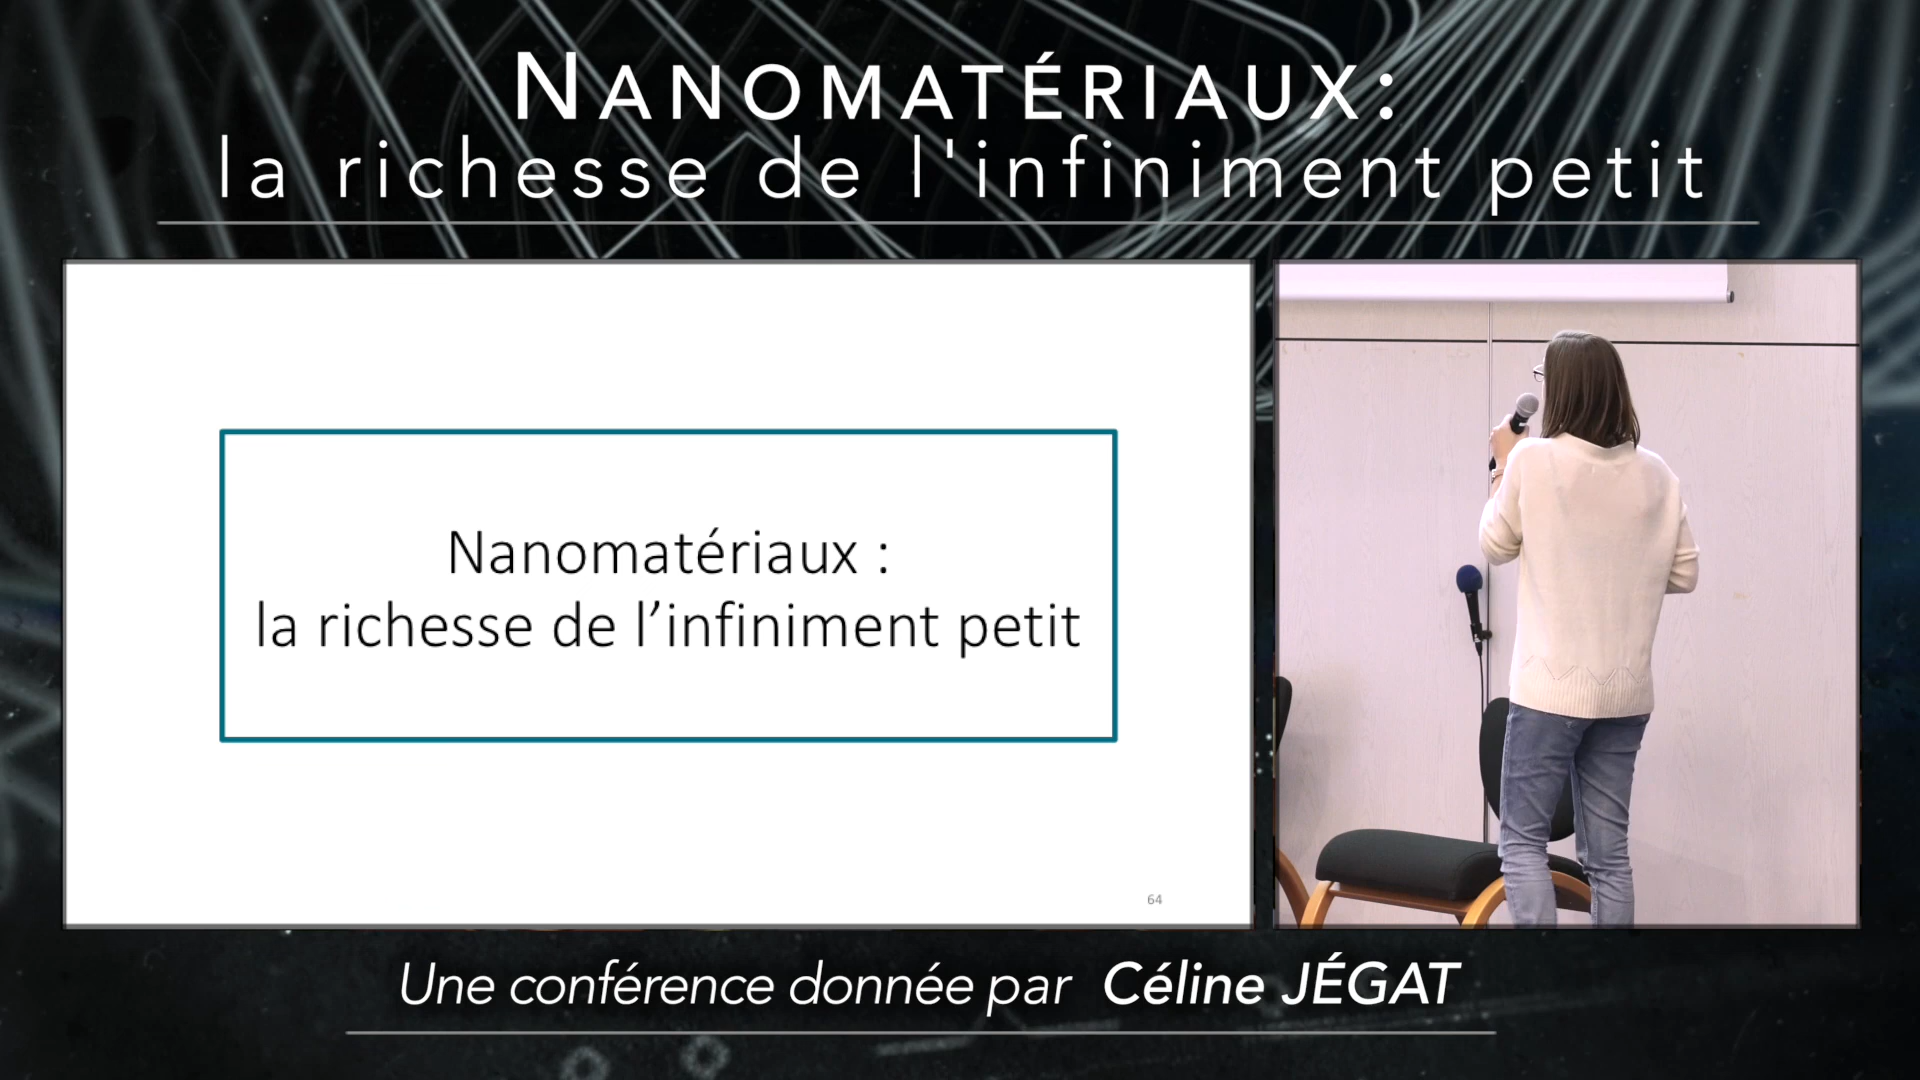 NANOMATÉRIAUX:
la richesse de l'infiniment petit
Nanomatériaux :
la richesse de l’infiniment petit
64
Une conférence donnée par Céline JÉGAT